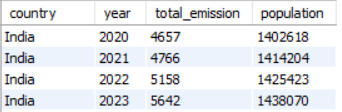 country year total_emission population
India 2020 4657 1402618
India 2021 4766 1414204
India 2022 5158 1425423
India 2023 5642 1438070